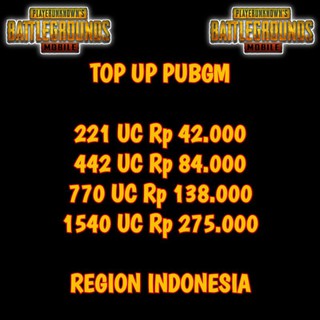 PLAYERUNKNOWN'S PLAYERUNKNOWN'S
BATTLEGROUNDS BATTLEGROUNDS
MOBILE MOBILE
TOP UP PUBGM
221 UC Rp 42.000
442 UC Rp 84.000
770 UC Rp 138.000
1540 UC Rp 275.000
REGION INDONESIA